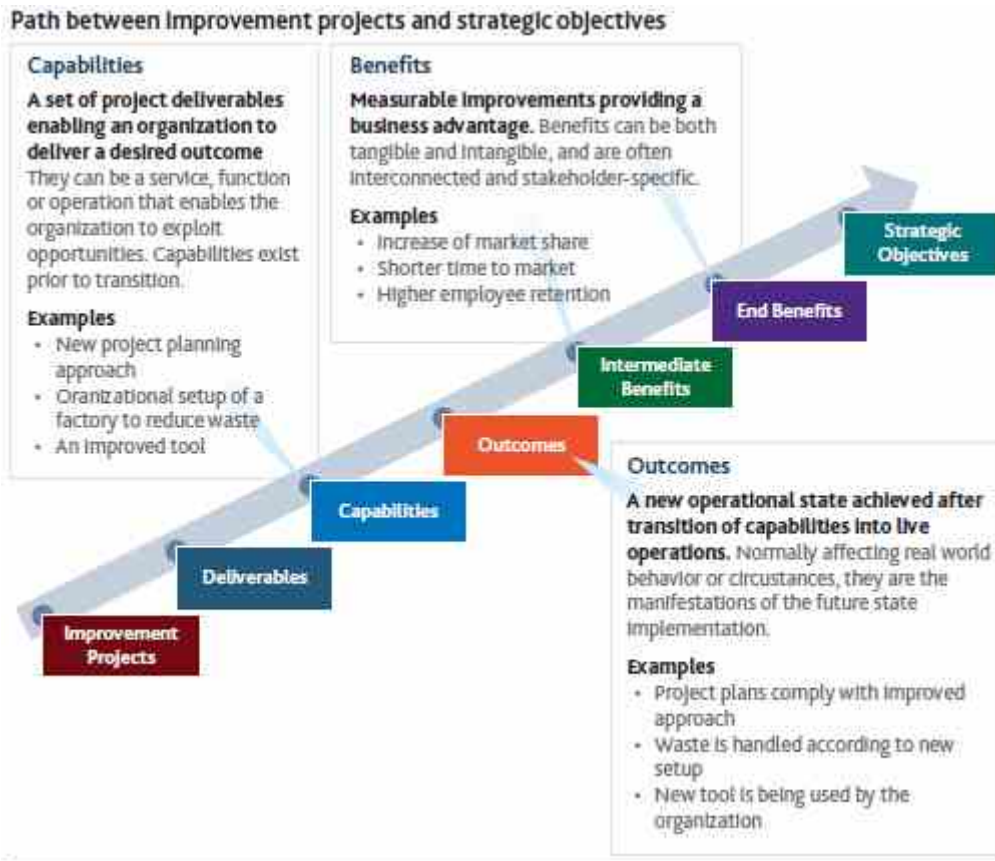 Path between improvement projects and strategic objectives
Capabilities
A set of project deliverables
enabling an organization to
deliver a desired outcome
They can be a service, function
or operation that enables the
organization to exploit
opportunities. Capabilities exist
prior to transition.
Examples
• New project planning
approach
• Oranizational setup of a
factory to reduce waste
• An improved tool
Benefits
Measurable improvements providing a
business advantage. Benefits can be both
tangible and intangible, and are often
interconnected and stakeholder-specific.
Examples
• Increase of market share
• Shorter time to market
• Higher employee retention
Strategic
Objectives
End Benefits
Intermediate
Benefits
Outcomes
Capabilities
Deliverables
Improvement
Projects
Outcomes
A new operational state achieved after
transition of capabilities into live
operations. Normally affecting real world
behavior or circustances, they are the
manifestations of the future state
implementation.
Examples
• Project plans comply with improved
approach
• Waste is handled according to new
setup
• New tool is being used by the
organization